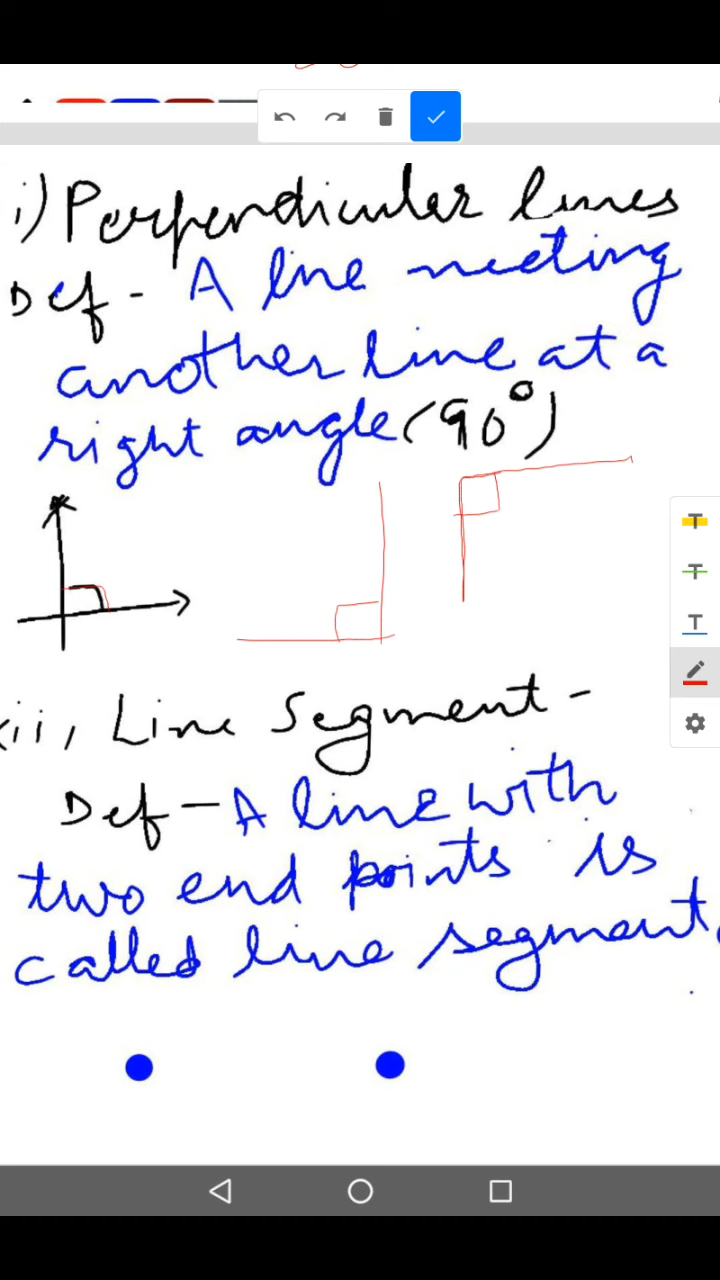 i) Perpendicular lines
Def - A line meeting
another line at a
right angle (90°)
xii, Line Segment -
Def - A line with
two end points is
called line segment.
T
T
T